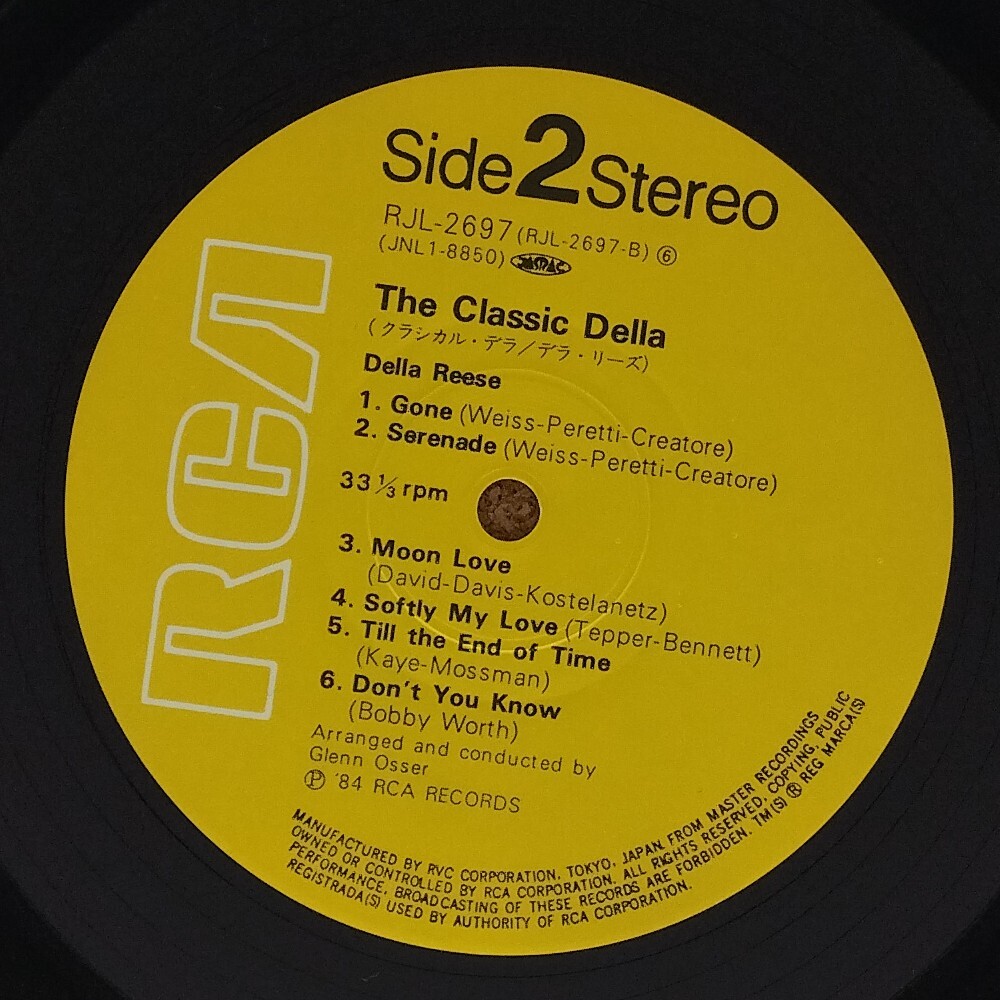 Side 2 Stereo
RJL-2697 (RJL-2697-B) ⑥
(JNL1-8850) JASRAC
The Classic Della
(クラシカル・デラ/デラ・リーズ)
Della Reese
1. Gone (Weiss-Peretti-Creatore)
2. Serenade (Weiss-Peretti-Creatore)
33 1/3 rpm
3. Moon Love
(David-Davis-Kostelanetz)
4. Softly My Love (Tepper-Bennett)
5. Till the End of Time
(Kaye-Mossman)
6. Don't You Know
(Bobby Worth)
Arranged and conducted by
Glenn Osser
℗ '84 RCA RECORDS
RCA
MANUFACTURED BY RVC CORPORATION, TOKYO, JAPAN, FROM MASTER RECORDINGS
OWNED OR CONTROLLED BY RCA CORPORATION. ALL RIGHTS RESERVED, COPYING, PUBLIC
PERFORMANCE, BROADCASTING OF THESE RECORDS ARE FORBIDDEN. TM(S) ® REG MARCA(S)
REGISTRADA(S) USED BY AUTHORITY OF RCA CORPORATION.